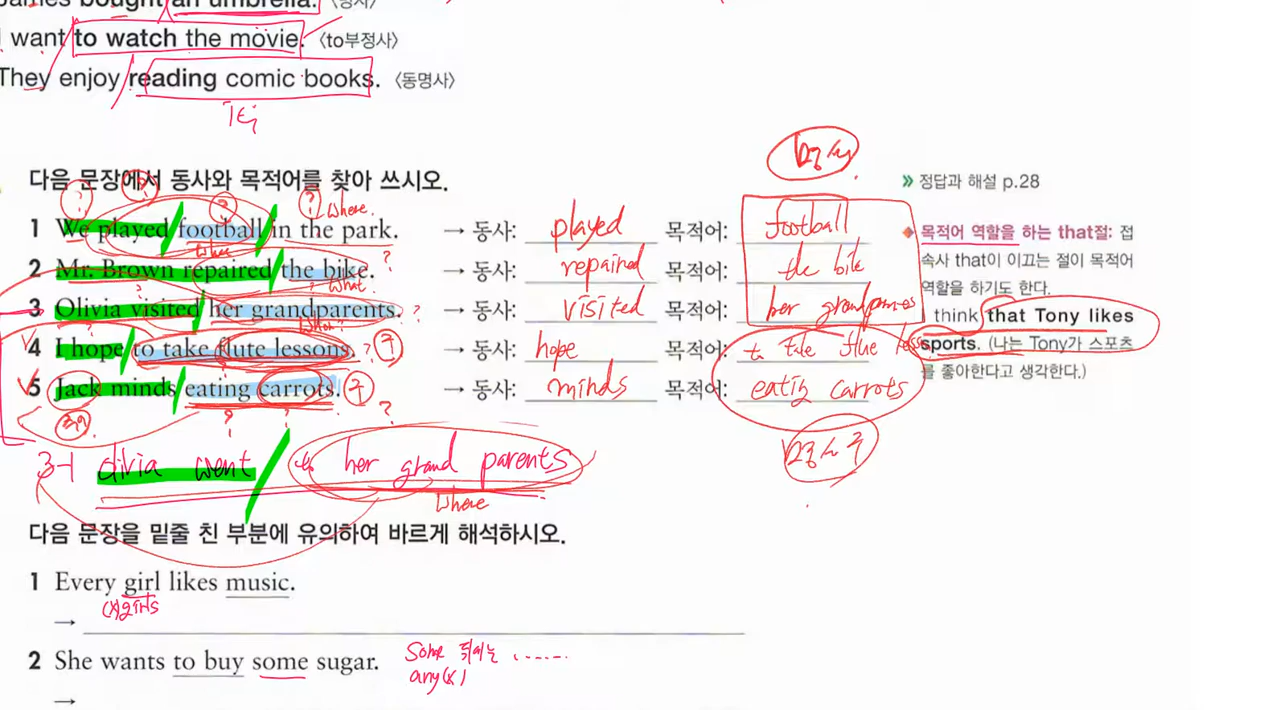 James bought an umbrella. 〈명사〉
I want to watch the movie. 〈to부정사〉
They enjoy reading comic books. 〈동명사〉
다음 문장에서 동사와 목적어를 찾아 쓰시오.
» 정답과 해설 p.28
where
1 We played football in the park. → 동사: played 목적어: football
2 Mr. Brown repaired the bike. → 동사: repaired 목적어: the bike
what
3 Olivia visited her grandparents. → 동사: visited 목적어: her grandparents
4 I hope to take flute lessons. → 동사: hope 목적어: to take flute
5 Jack minds eating carrots. → 동사: minds 목적어: eating carrots
◆ 목적어 역할을 하는 that절: 접
속사 that이 이끄는 절이 목적어
역할을 하기도 한다.
think that Tony likes
sports. (나는 Tony가 스포츠
를 좋아한다고 생각한다.)
3-1 olivia went to her grand parents
where
다음 문장을 밑줄 친 부분에 유의하여 바르게 해석하시오.
1 Every girl likes music.
(x)girls
→
2 She wants to buy some sugar. some
any(x)
→